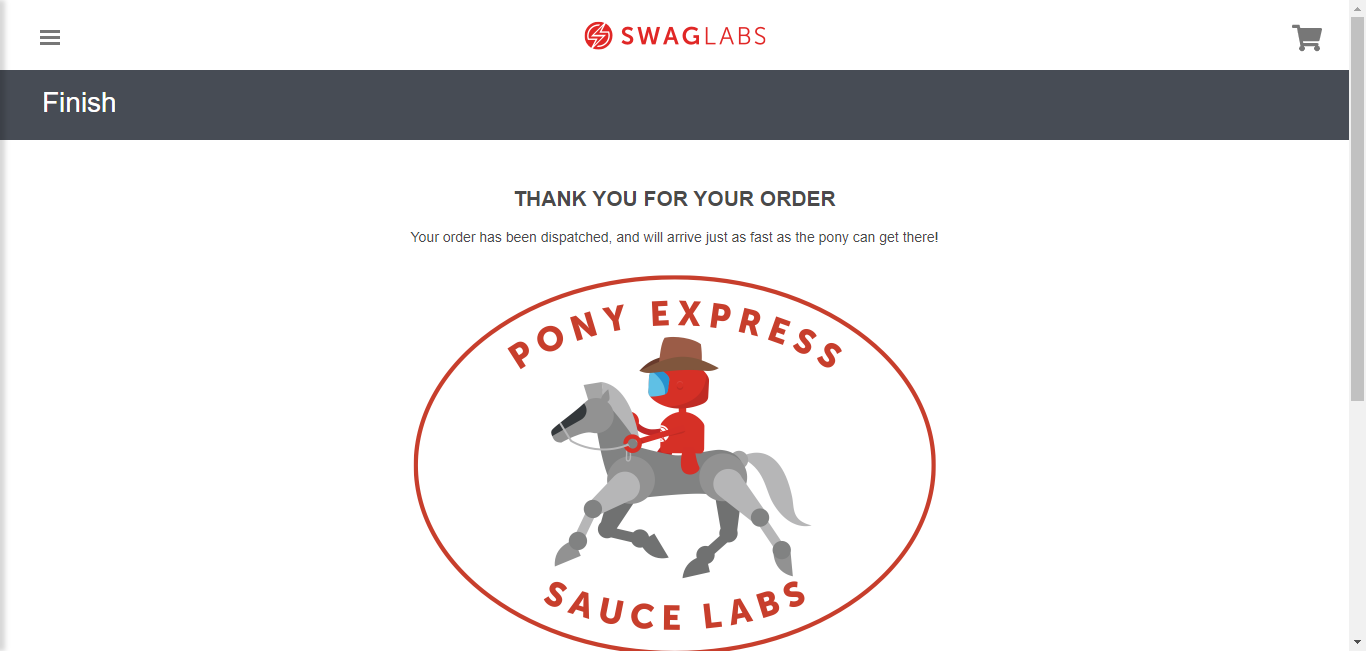 SWAGLABS
Finish
THANK YOU FOR YOUR ORDER
Your order has been dispatched, and will arrive just as fast as the pony can get there!
PONY EXPRESS
SAUCE LABS